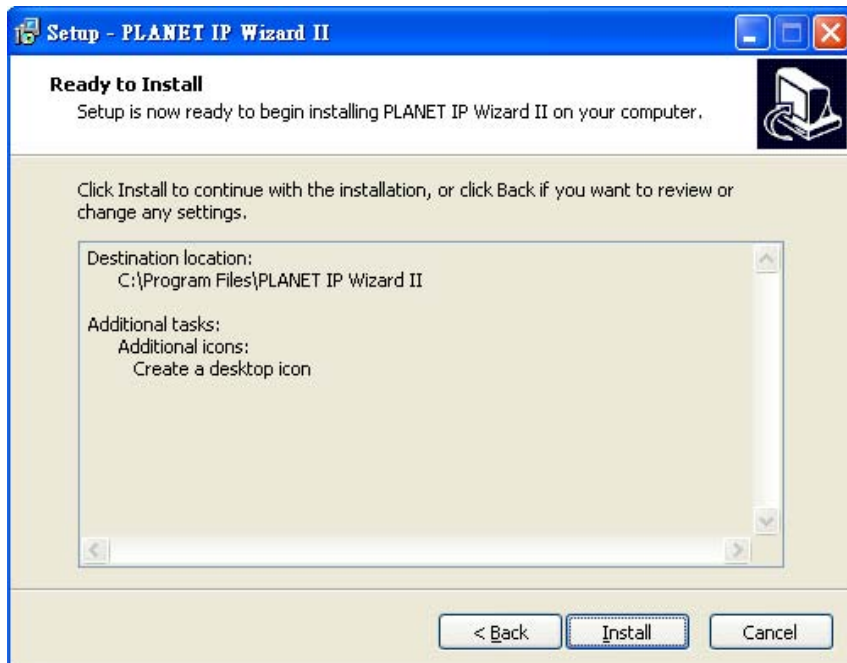 Setup - PLANET IP Wizard II
Ready to Install
Setup is now ready to begin installing PLANET IP Wizard II on your computer.
Click Install to continue with the installation, or click Back if you want to review or
change any settings.
Destination location:
C:\Program Files\PLANET IP Wizard II
Additional tasks:
Additional icons:
Create a desktop icon
< Back
Install
Cancel